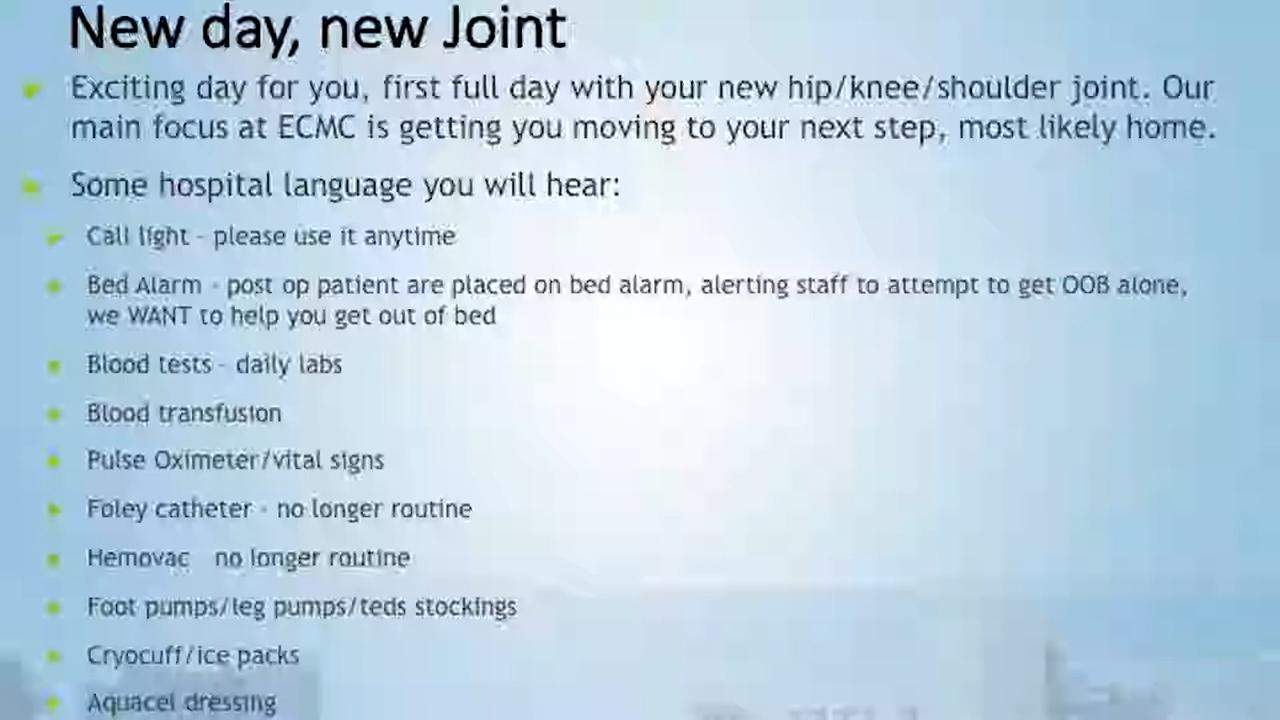 New day, new Joint
Exciting day for you, first full day with your new hip/knee/shoulder joint. Our
main focus at ECMC is getting you moving to your next step, most likely home.
Some hospital language you will hear:
Call light - please use it anytime
Bed Alarm - post op patient are placed on bed alarm, alerting staff to attempt to get OOB alone,
we WANT to help you get out of bed
Blood tests - daily labs
Blood transfusion
Pulse Oximeter/vital signs
Foley catheter - no longer routine
Hemovac no longer routine
Foot pumps/leg pumps/teds stockings
Cryocuff/ice packs
Aquacel dressing